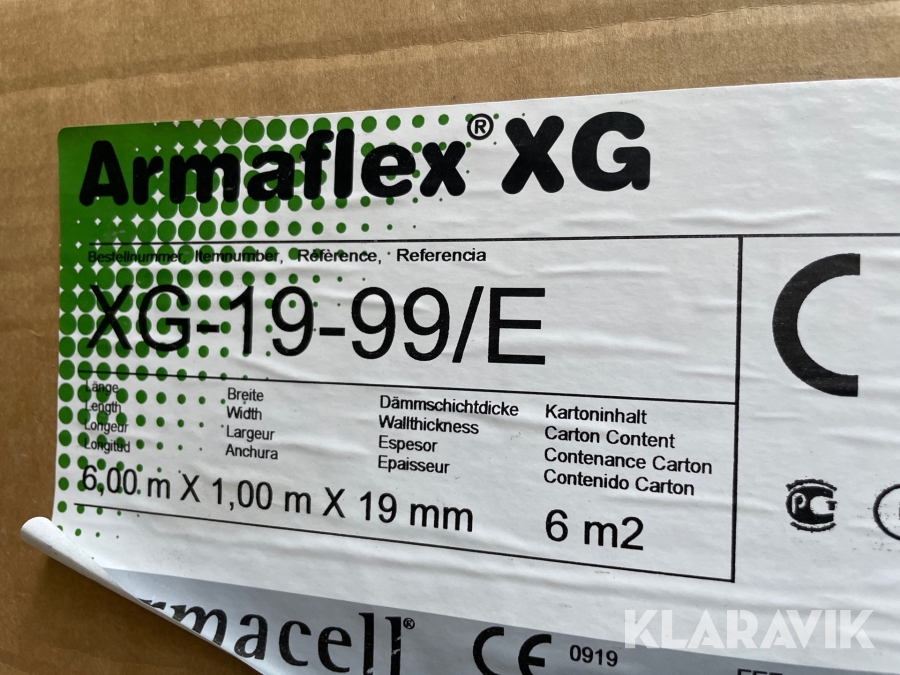 Armaflex® XG
Bestellnummer, Itemnumber, Référence, Referencia
XG-19-99/E
Länge Breite Dämmschichtdicke Kartoninhalt
Length Width Wallthickness Carton Content
Longeur Largeur Espesor Contenance Carton
Longitud Anchura Epaisseur Contenido Carton
6,00 m X 1,00 m X 19 mm 6 m2
rmacell® CE 0919
KLARAVIK